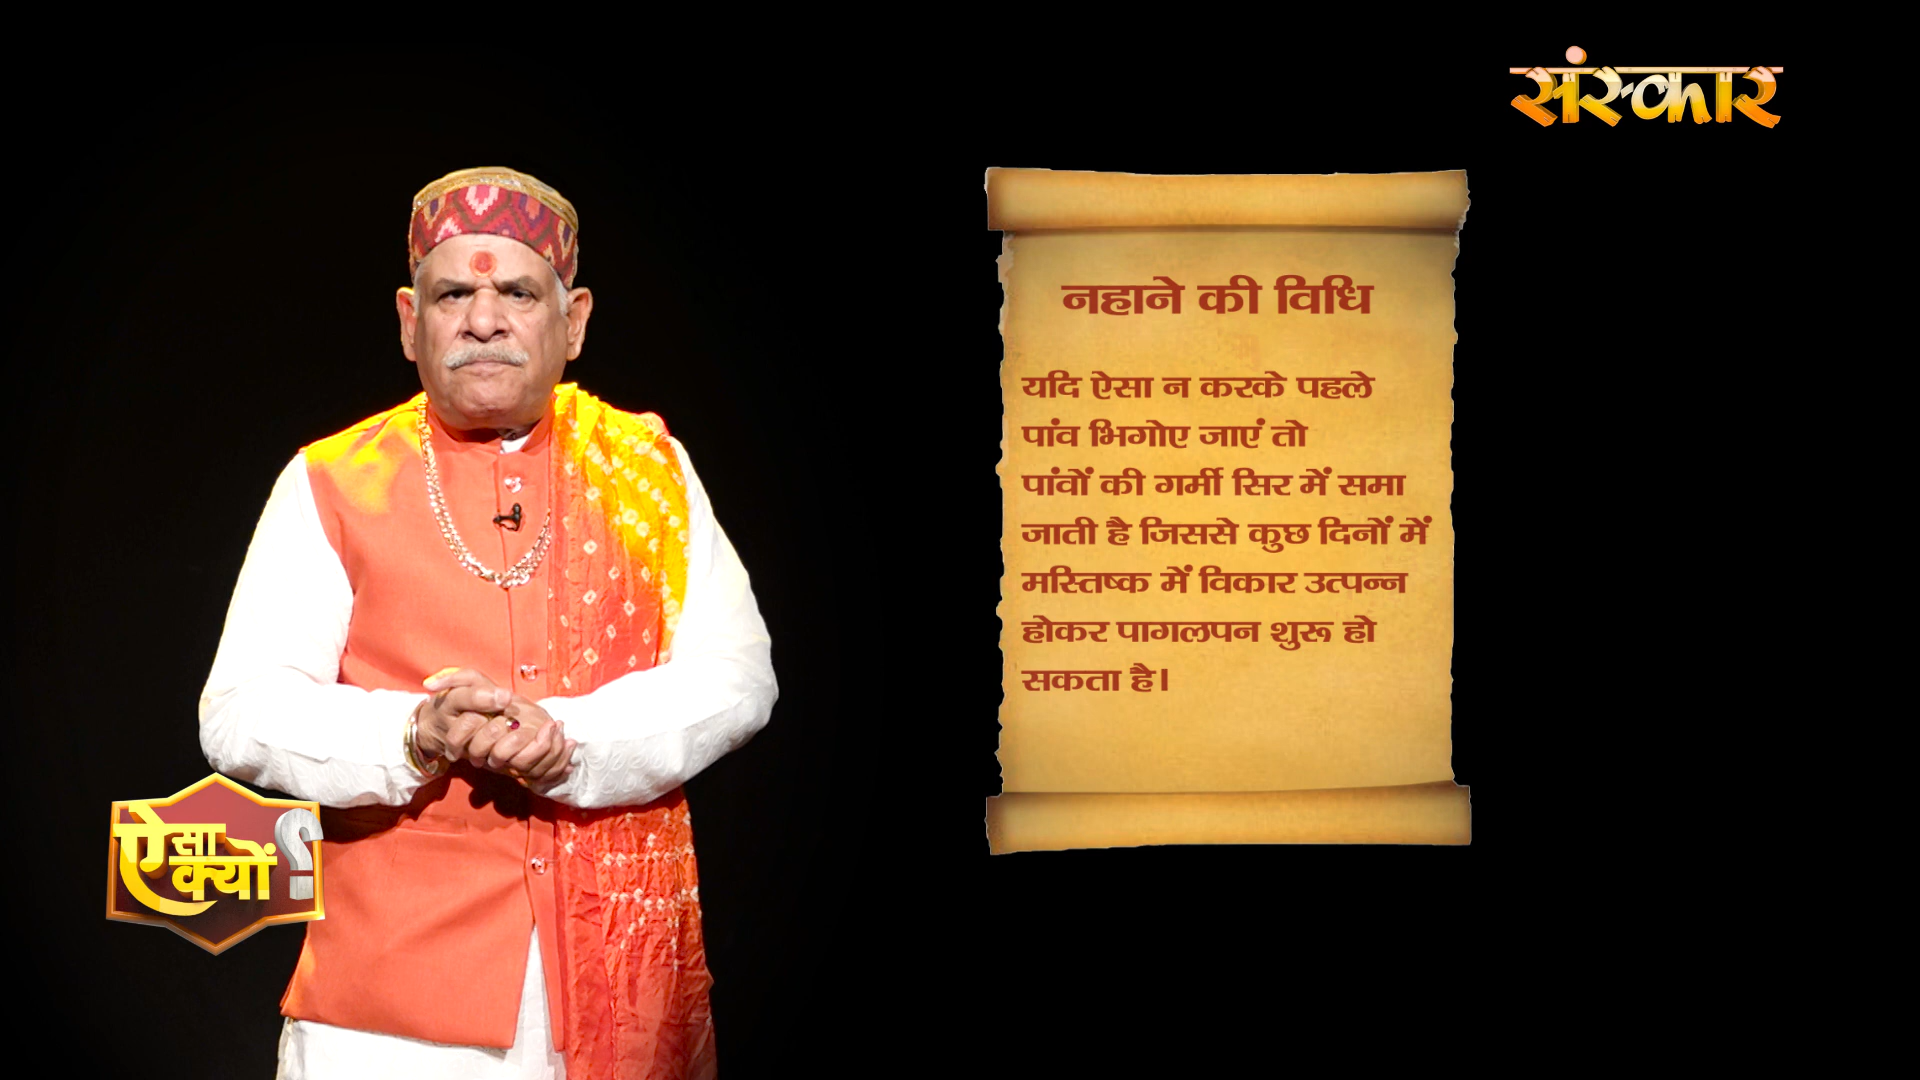 संस्कार
नहाने की विधि
यदि ऐसा न करके पहले
पांव भिगोए जाएं तो
पांवों की गर्मी सिर में समा
जाती है जिससे कुछ दिनों में
मस्तिष्क में विकार उत्पन्न
होकर पागलपन शुरू हो
सकता है।
ऐसा
क्यों ?